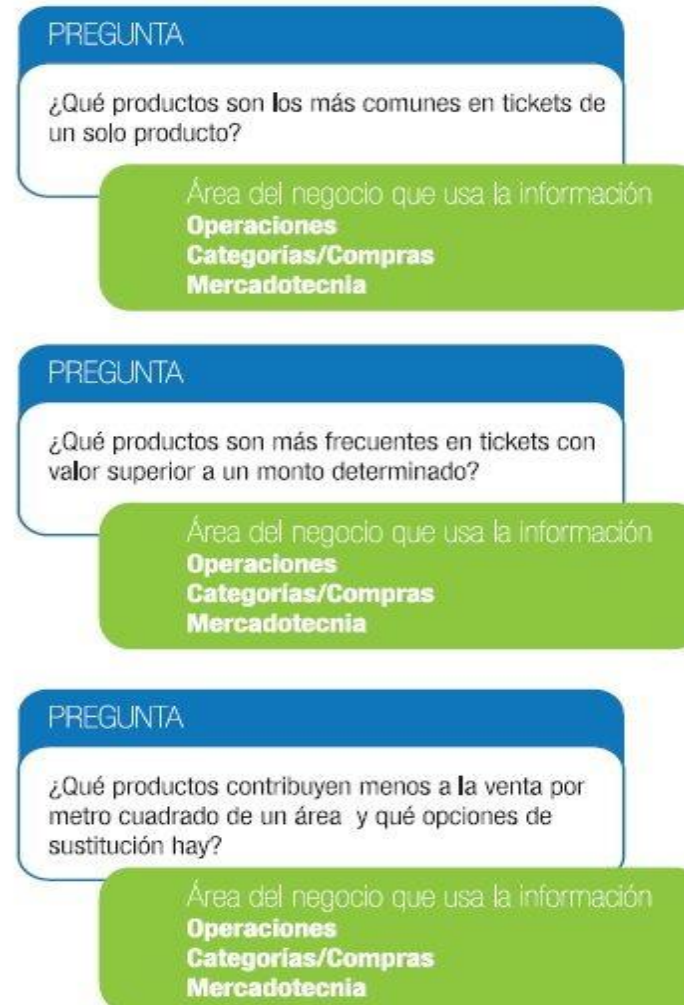 PREGUNTA
¿Qué productos son los más comunes en tickets de
un solo producto?
Área del negocio que usa la información
Operaciones
Categorías/Compras
Mercadotecnia
PREGUNTA
¿Qué productos son más frecuentes en tickets con
valor superior a un monto determinado?
Área del negocio que usa la información
Operaciones
Categorías/Compras
Mercadotecnia
PREGUNTA
¿Qué productos contribuyen menos a la venta por
metro cuadrado de un área y qué opciones de
sustitución hay?
Área del negocio que usa la información
Operaciones
Categorías/Compras
Mercadotecnia